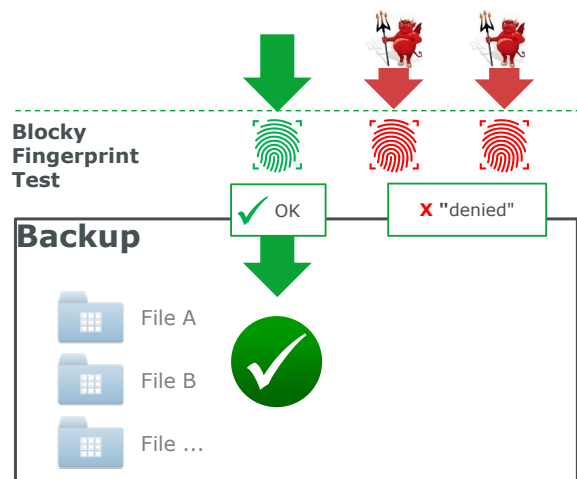 Blocky
Fingerprint
Test
OK
X "denied"
Backup
File A
File B
File ...